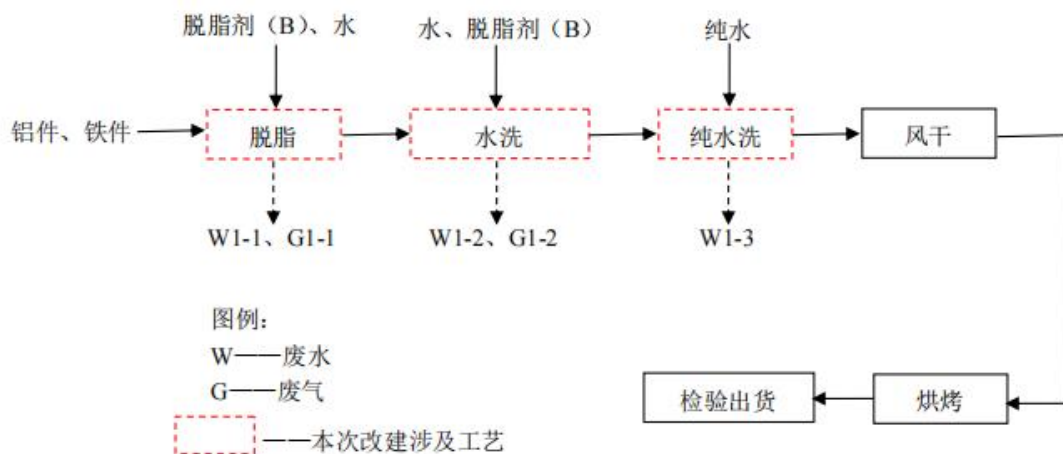 脱脂剂（B）、水
水、脱脂剂（B）
纯水
铝件、铁件
脱脂
水洗
纯水洗
风干
W1-1、G1-1
W1-2、G1-2
W1-3
图例：
W——废水
G——废气
——本次改建涉及工艺
检验出货
烘烤